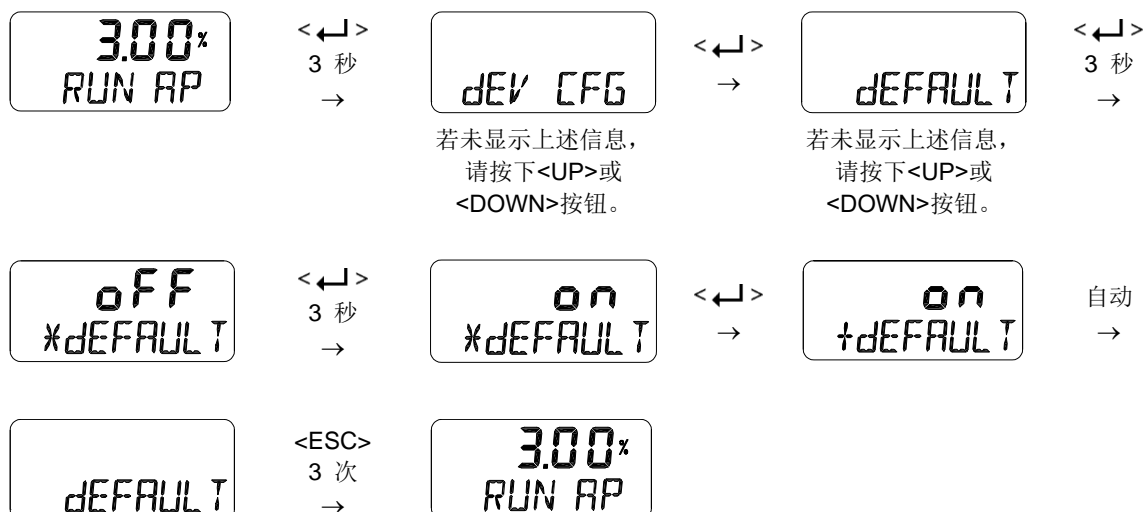 3.00%
RUN AP
<↵>
3 秒
→
dEV CFG
若未显示上述信息，
请按下<UP>或
<DOWN>按钮。
<↵>
→
dEFAULT
若未显示上述信息，
请按下<UP>或
<DOWN>按钮。
<↵>
3 秒
→
oFF
*dEFAULT
<↵>
3 秒
→
on
*dEFAULT
<↵>
→
on
+dEFAULT
自动
→
dEFAULT
<ESC>
3 次
→
3.00%
RUN AP